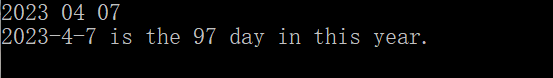 2023 04 07
2023-4-7 is the 97 day in this year.